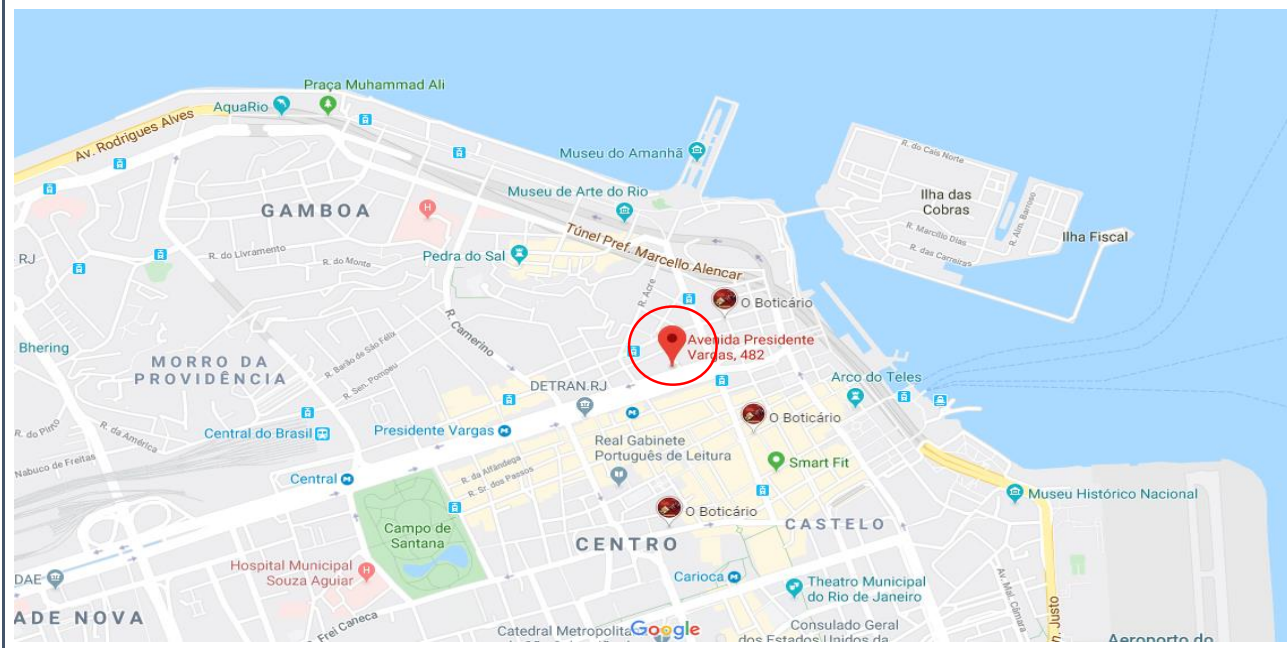 Praça Muhammad Ali
AquaRio
Av. Rodrigues Alves
Museu do Amanhã
R. do Cais Norte
Museu de Arte do Rio
Ilha das
Cobras
R. Alm. Barroso
GAMBOA
H
R. Marcílio Dias
Túnel Pref. Marcello Alencar
Ilha Fiscal
R. do Livramento
R. do Monte
Pedra do Sal
R. das Carreiras
RJ
R. Acre
O Boticário
R. Camerino
Avenida Presidente
Vargas, 482
Bhering
R. Barão de São Félix
MORRO DA
PROVIDÊNCIA
R. Sen. Pompeu
DETRAN.RJ
Arco do Teles
O Boticário
R. do Pinto
R. da América
Central do Brasil
Presidente Vargas
Real Gabinete
Português de Leitura
Nabuco de Freitas
R. da Alfândega
Smart Fit
Central
R. Sr. dos Passos
Museu Histórico Nacional
O Boticário
Campo de
Santana
CASTELO
CENTRO
Hospital Municipal
Souza Aguiar
H
Carioca
DAE
Theatro Municipal
do Rio de Janeiro
Av. Mal. Câmara
n. Justo
ADE NOVA
Frei Caneca
Catedral Metropolita
Google
Consulado Geral
dos Estados Unidos da
Aeroporto do